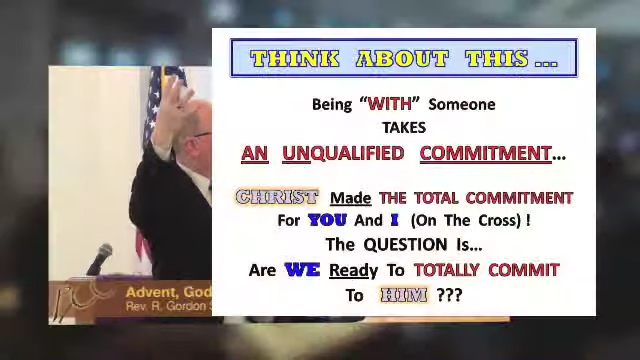 THINK ABOUT THIS...
Being “WITH” Someone
TAKES
AN UNQUALIFIED COMMITMENT...
CHRIST Made THE TOTAL COMMITMENT
For YOU And I (On The Cross) !
The QUESTION Is...
Are WE Ready To TOTALLY COMMIT
To HIM ???
Advent, God
Rev. R. Gordon